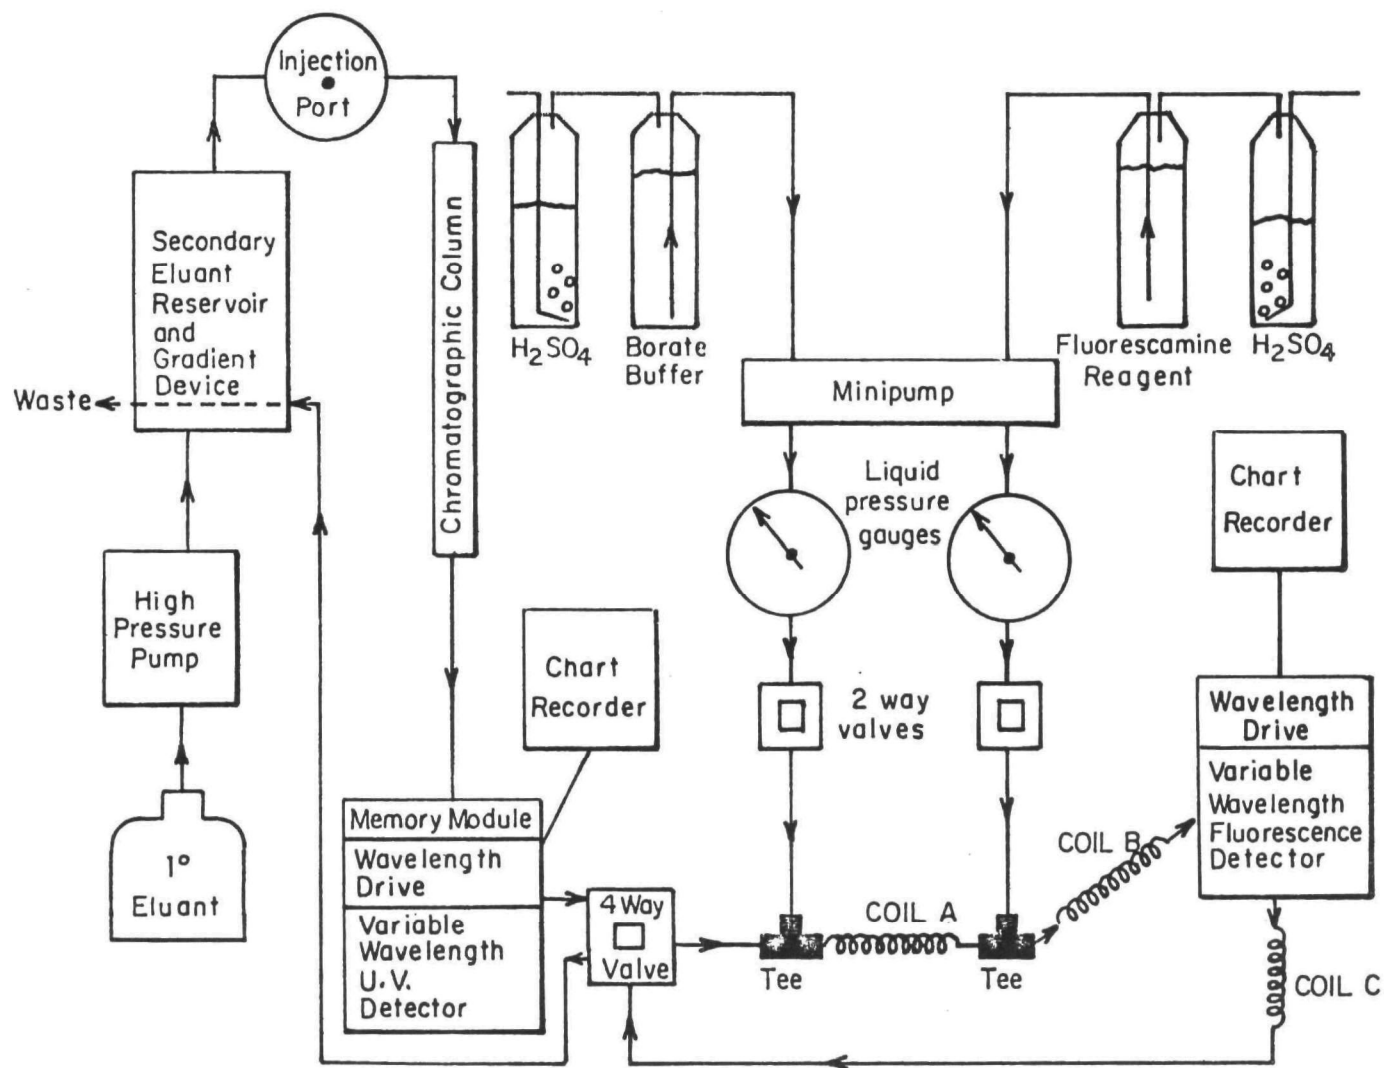 Injection
Port
Secondary
Eluant
Reservoir
and
Gradient
Device
Waste
High
Pressure
Pump
1°
Eluant
Chromatographic Column
H₂SO₄
Borate
Buffer
Fluorescamine
Reagent
H₂SO₄
Minipump
Liquid
pressure
gauges
2 way
valves
Chart
Recorder
Chart
Recorder
Memory Module
Wavelength
Drive
Variable
Wavelength
U.V.
Detector
4 Way
Valve
Tee
COIL A
Tee
COIL B
Wavelength
Drive
Variable
Wavelength
Fluorescence
Detector
COIL C